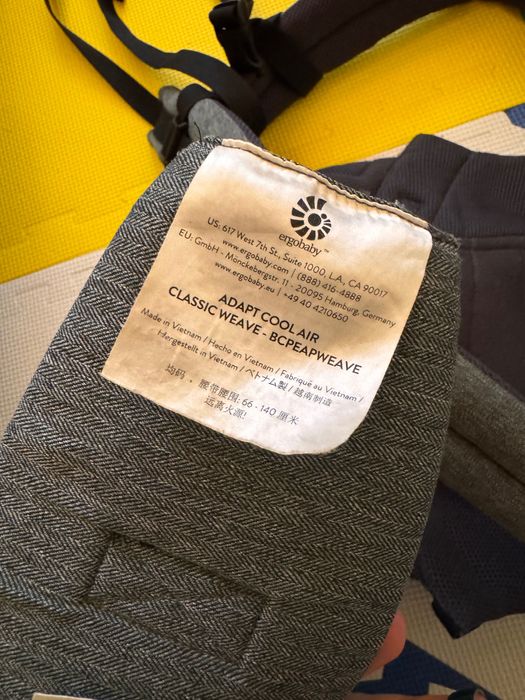 ergobaby™
US: 617 West 7th St., Suite 1000, L.A., CA 90017
www.ergobaby.com | (888) 416-4888
EU: GmbH - Mönckebergstr. 11 - 20095 Hamburg, Germany
www.ergobaby.eu | +49 40 4210650
ADAPT COOL AIR
CLASSIC WEAVE - BCPEAPWEAVE
Made in Vietnam / Hecho en Vietnam / Fabriqué au Vietnam /
Hergestellt in Vietnam / ベトナム製 / 越南制造
均码，腰带腰围: 66 - 140 厘米
远离火源!